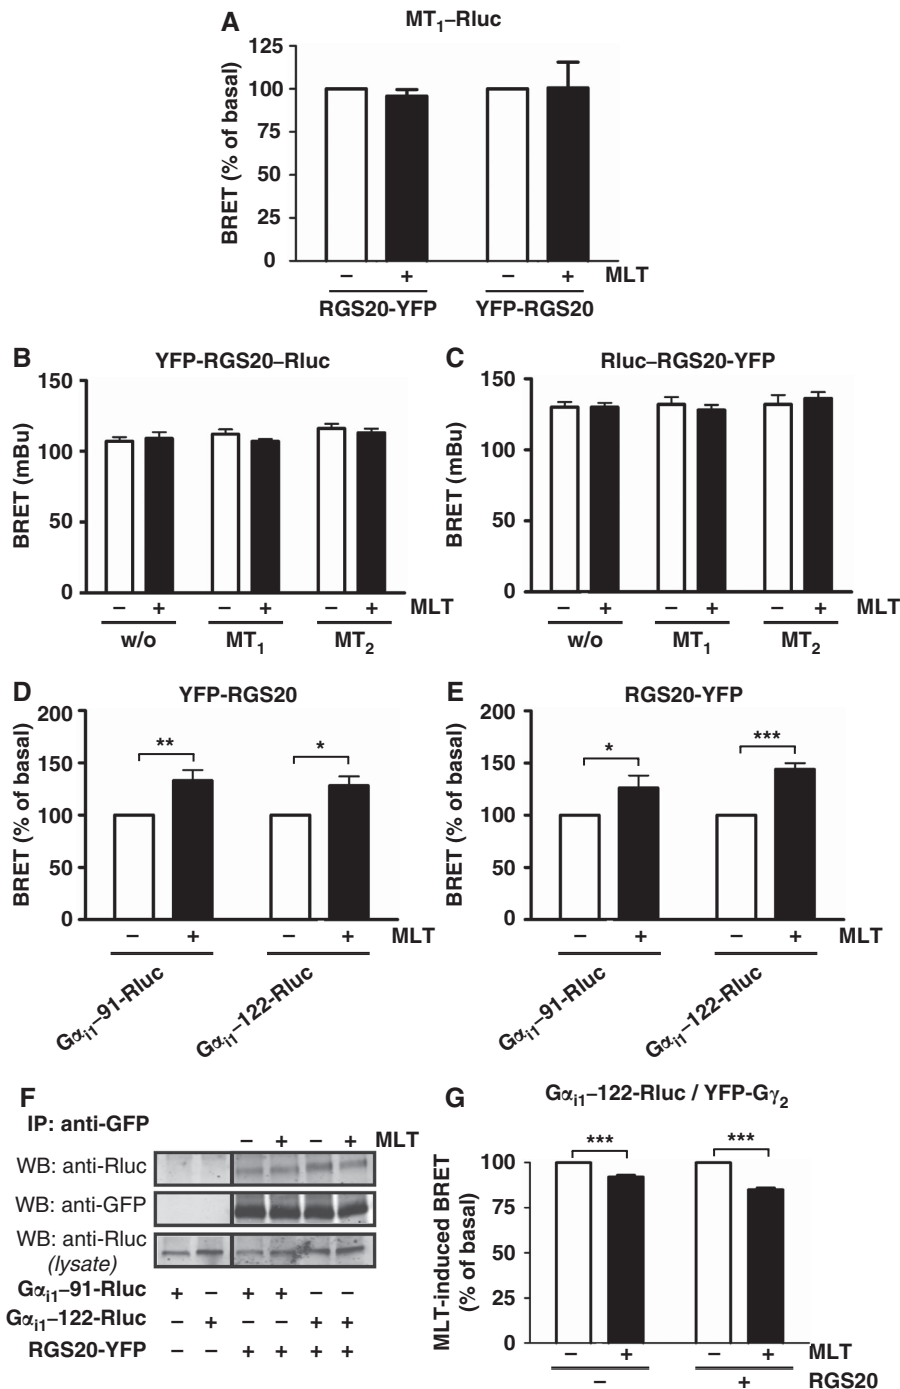 A
MT1–Rluc
BRET (% of basal)
125
100
75
50
25
0
– + – + MLT
RGS20-YFP YFP-RGS20
B
YFP-RGS20–Rluc
BRET (mBu)
150
100
50
0
– + – + – + MLT
w/o MT1 MT2
C
Rluc–RGS20-YFP
BRET (mBu)
150
100
50
0
– + – + – + MLT
w/o MT1 MT2
D
YFP-RGS20
BRET (% of basal)
200
150
100
50
0
** *
– + – + MLT
Gαi1–91-Rluc Gαi1–122-Rluc
E
RGS20-YFP
BRET (% of basal)
200
150
100
50
0
* ***
– + – + MLT
Gαi1–91-Rluc Gαi1–122-Rluc
F
IP: anti-GFP
– + – + MLT
WB: anti-Rluc
WB: anti-GFP
WB: anti-Rluc
(lysate)
Gαi1–91-Rluc + – + + – –
Gαi1–122-Rluc – + – – + +
RGS20-YFP – – + + + +
G
Gαi1–122-Rluc / YFP-Gγ2
MLT-induced BRET
(% of basal)
100
75
50
25
0
*** ***
– + – + MLT
– + RGS20